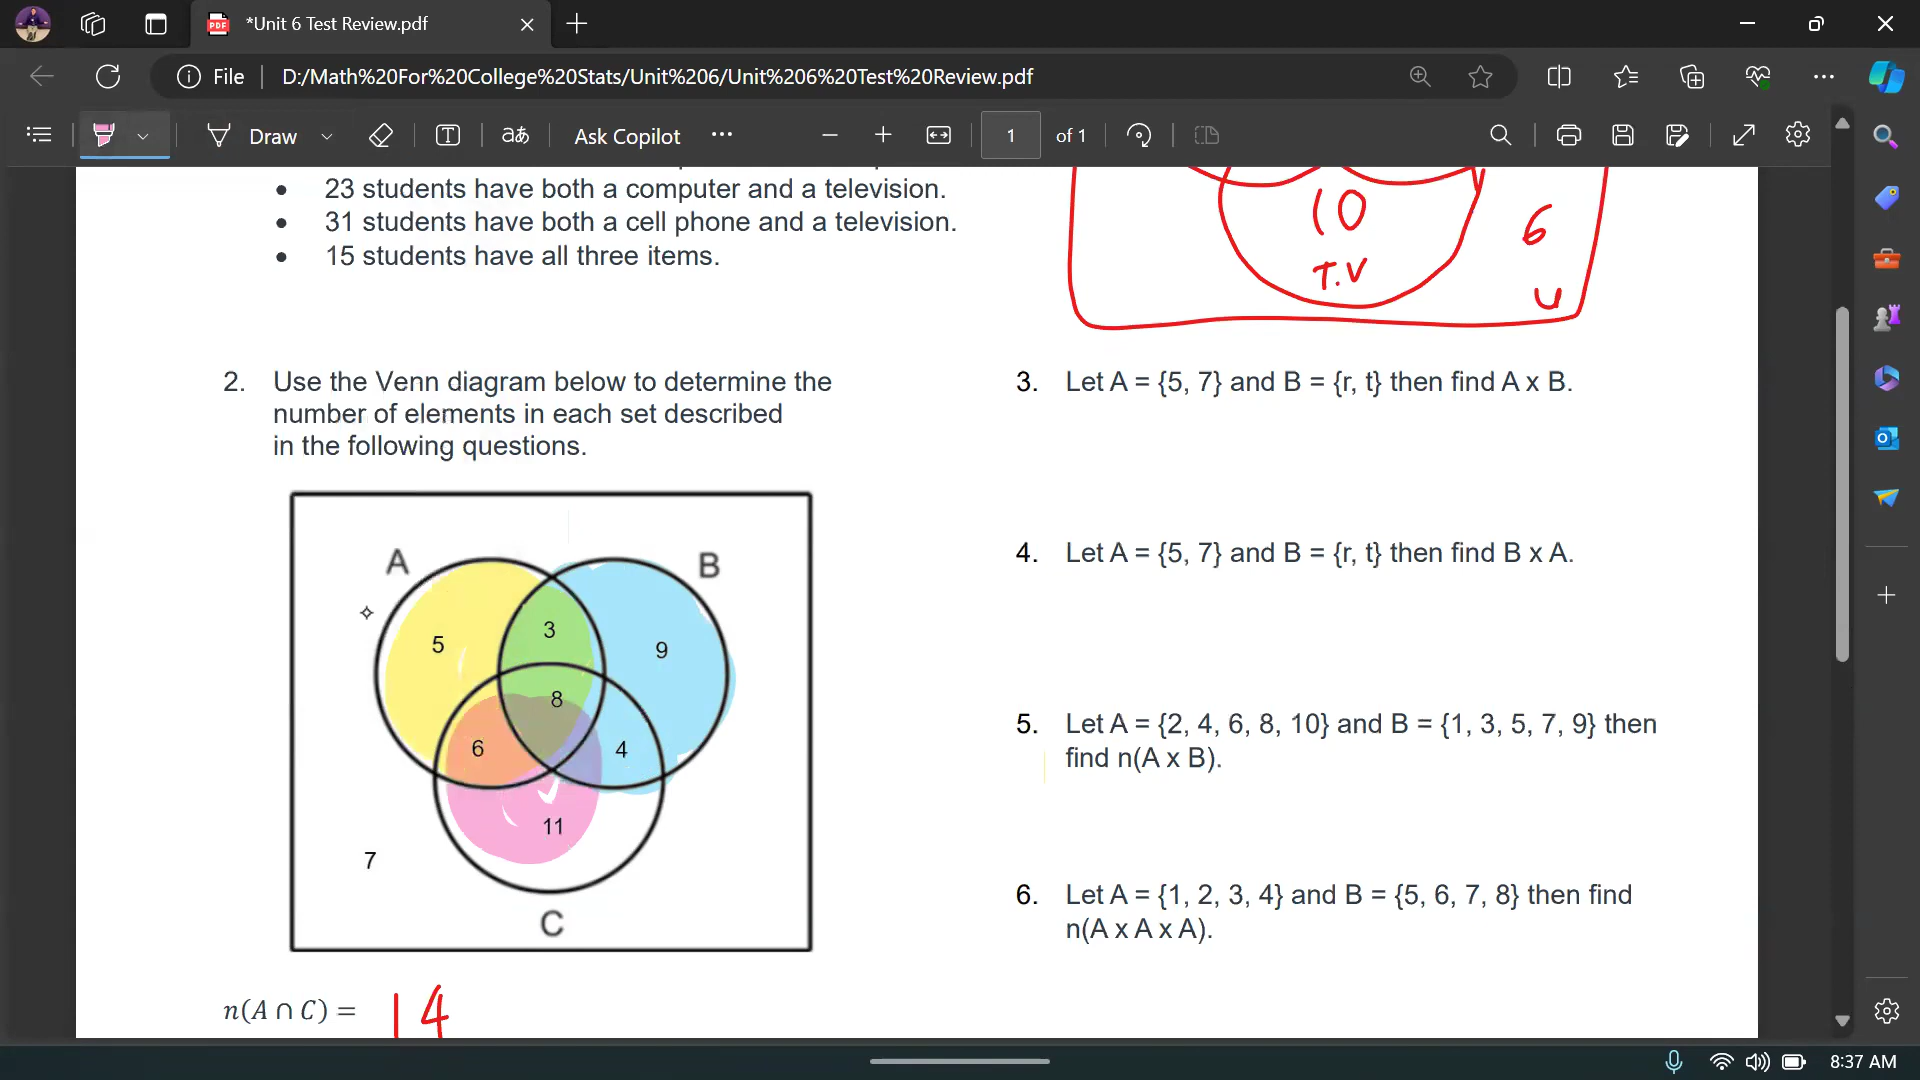 *Unit 6 Test Review.pdf
File
D:/Math%20For%20College%20Stats/Unit%206/Unit%206%20Test%20Review.pdf
Draw
aあ
Ask Copilot
1 of 1
• 23 students have both a computer and a television.
• 31 students have both a cell phone and a television.
• 15 students have all three items.
10
T.V
6
U
2. Use the Venn diagram below to determine the
number of elements in each set described
in the following questions.
A
B
5
3
9
8
6
4
11
7
C
n(A ∩ C) = 14
3. Let A = {5, 7} and B = {r, t} then find A x B.
4. Let A = {5, 7} and B = {r, t} then find B x A.
5. Let A = {2, 4, 6, 8, 10} and B = {1, 3, 5, 7, 9} then
find n(A x B).
6. Let A = {1, 2, 3, 4} and B = {5, 6, 7, 8} then find
n(A x A x A).
8:37 AM